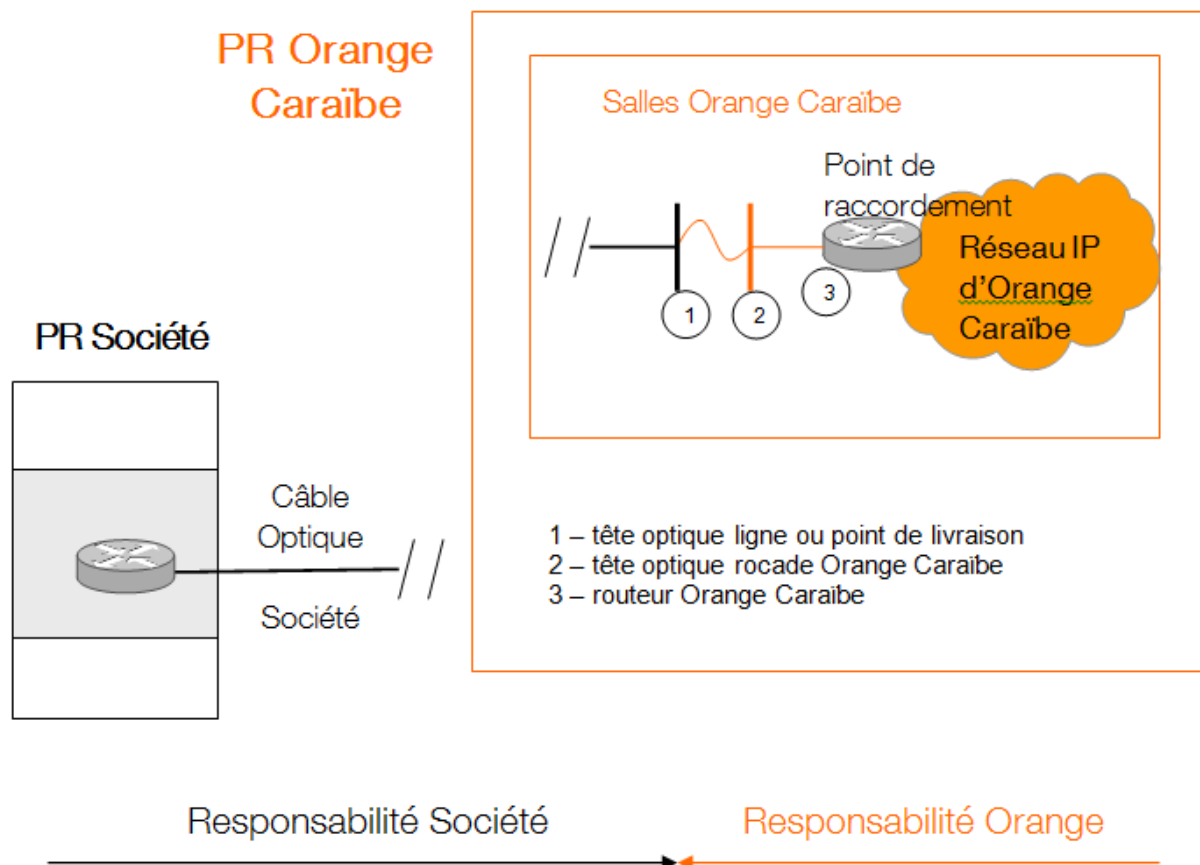 PR Orange
Caraïbe
Salles Orange Caraïbe
Point de
raccordement
Réseau IP
d'Orange
Caraïbe
1
2
3
PR Société
Câble
Optique
Société
1 – tête optique ligne ou point de livraison
2 – tête optique rocade Orange Caraïbe
3 – routeur Orange Caraïbe
Responsabilité Société
Responsabilité Orange